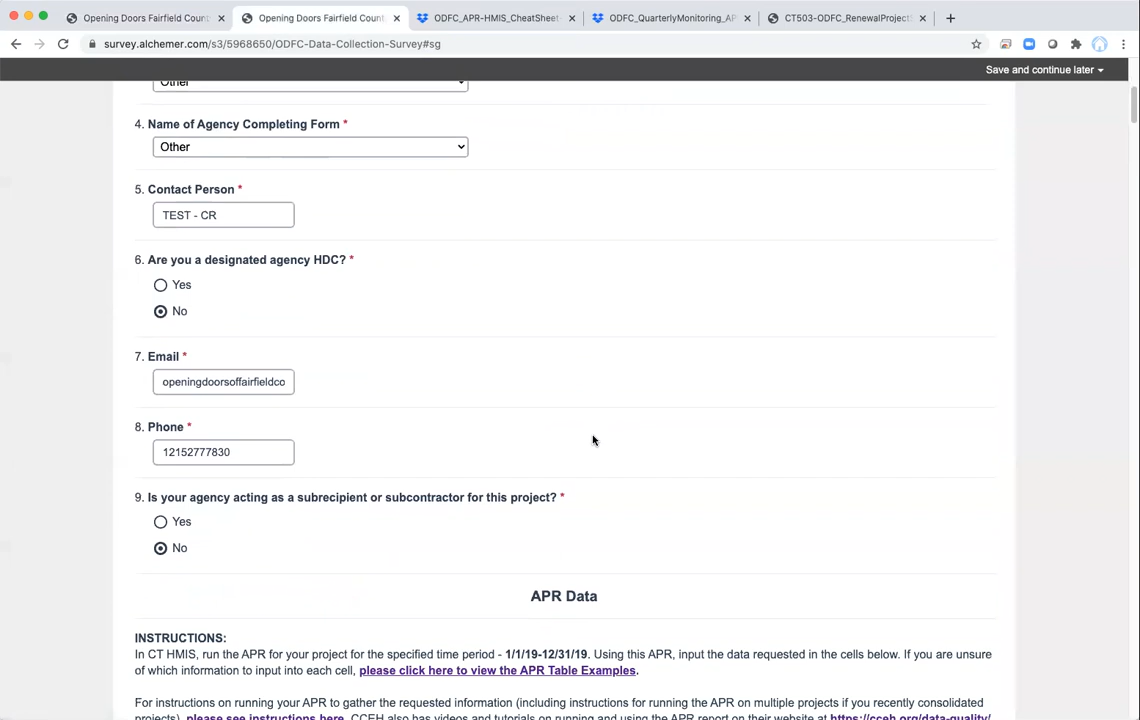 Opening Doors Fairfield Count
Opening Doors Fairfield Count
ODFC_APR-HMIS_CheatSheet-
ODFC_QuarterlyMonitoring_AP
CT503-ODFC_RenewalProject
survey.alchemer.com/s3/5968650/ODFC-Data-Collection-Survey#sg
Save and continue later
Other
4. Name of Agency Completing Form *
Other
5. Contact Person *
TEST - CR
6. Are you a designated agency HDC? *
Yes
No
7. Email *
openingdoorsoffairfieldco
8. Phone *
12152777830
9. Is your agency acting as a subrecipient or subcontractor for this project? *
Yes
No
APR Data
INSTRUCTIONS:
In CT HMIS, run the APR for your project for the specified time period - 1/1/19-12/31/19. Using this APR, input the data requested in the cells below. If you are unsure
of which information to input into each cell, please click here to view the APR Table Examples.
For instructions on running your APR to gather the requested information (including instructions for running the APR on multiple projects if you recently consolidated
projects), please see instructions here. CCEH also has videos and tutorials on running and using the APR report on their website at https://cceh.org/data-quality/